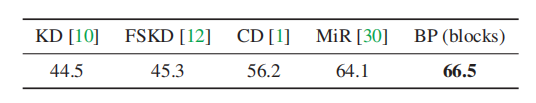 KD [10] FSKD [12] CD [1] MiR [30] BP (blocks)
44.5 45.3 56.2 64.1 66.5